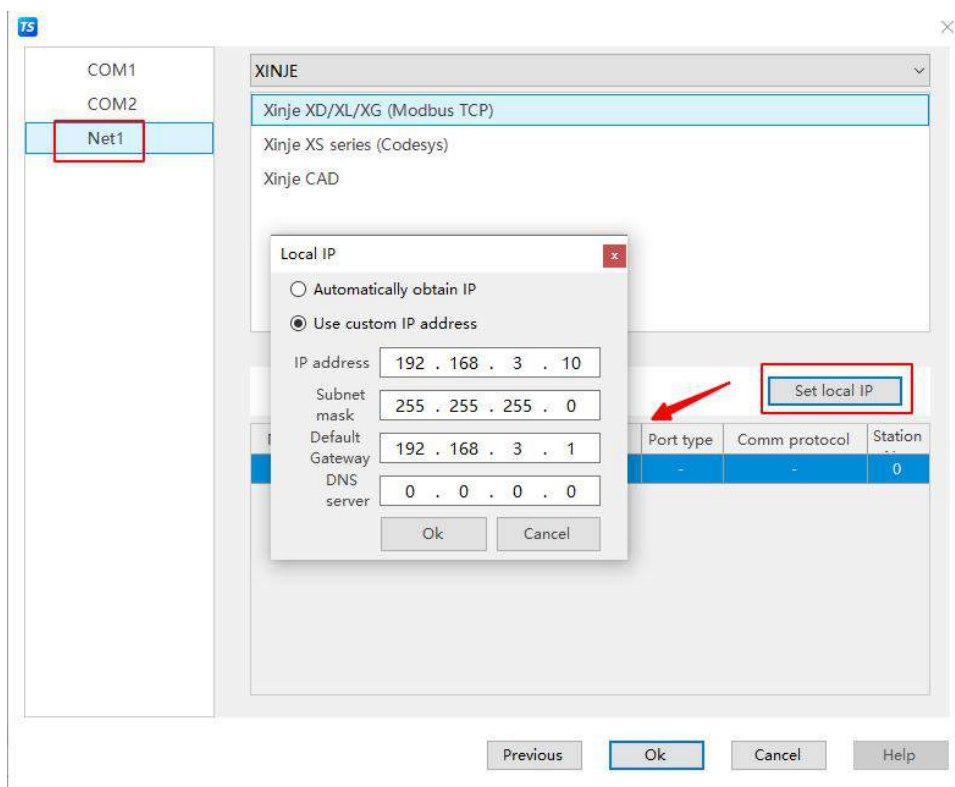 TS
COM1
COM2
Net1
XINJE
Xinje XD/XL/XG (Modbus TCP)
Xinje XS series (Codesys)
Xinje CAD
Local IP
Automatically obtain IP
Use custom IP address
IP address 192 . 168 . 3 . 10
Subnet
mask 255 . 255 . 255 . 0
Default
Gateway 192 . 168 . 3 . 1
DNS
server 0 . 0 . 0 . 0
Ok Cancel
Set local IP
Port type Comm protocol Station
- - 0
Previous Ok Cancel Help